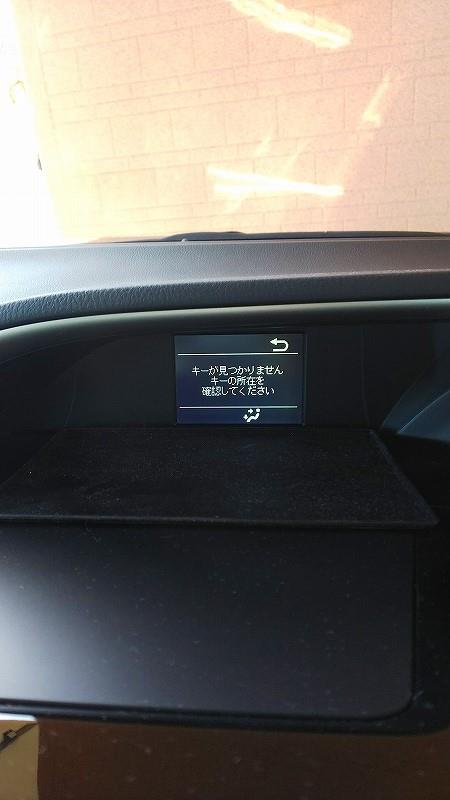 キーが見つかりません
キーの所在を
確認してください